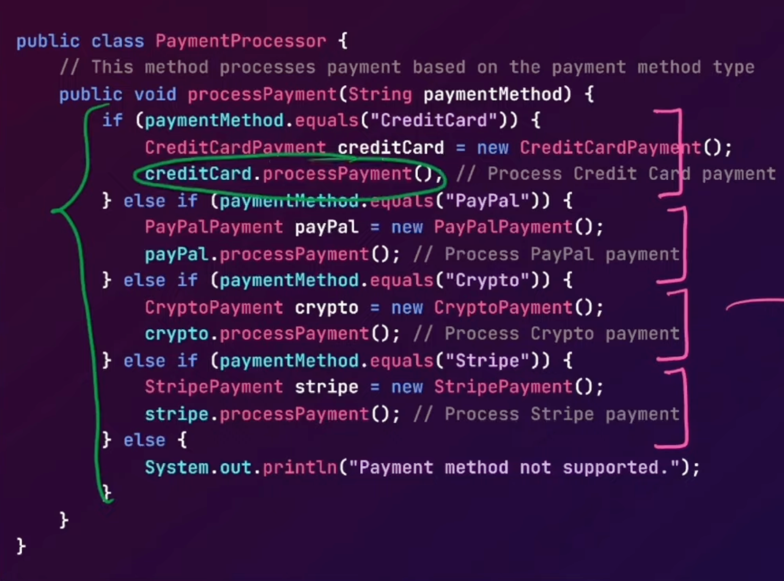 public class PaymentProcessor {
// This method processes payment based on the payment method type
public void processPayment(String paymentMethod) {
if (paymentMethod.equals("CreditCard")) {
CreditCardPayment creditCard = new CreditCardPayment();
creditCard.processPayment(); // Process Credit Card payment
} else if (paymentMethod.equals("PayPal")) {
PayPalPayment payPal = new PayPalPayment();
payPal.processPayment(); // Process PayPal payment
} else if (paymentMethod.equals("Crypto")) {
CryptoPayment crypto = new CryptoPayment();
crypto.processPayment(); // Process Crypto payment
} else if (paymentMethod.equals("Stripe")) {
StripePayment stripe = new StripePayment();
stripe.processPayment(); // Process Stripe payment
} else {
System.out.println("Payment method not supported.");
}
}
}